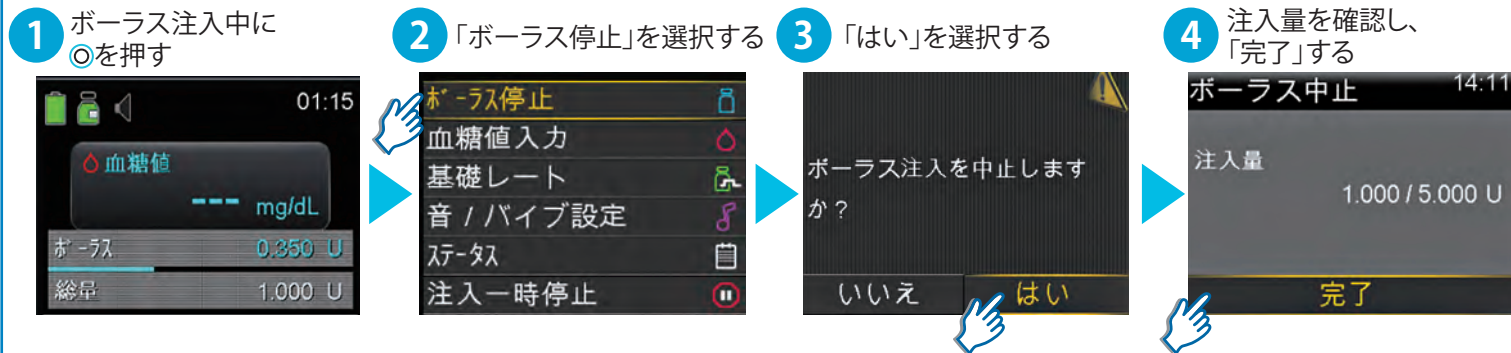 1 ボーラス注入中に
◎を押す
01:15
血糖値
--- mg/dL
ﾎﾞｰﾗｽ 0.350 U
総量 1.000 U
2 「ボーラス停止」を選択する
ﾎﾞｰﾗｽ停止
血糖値入力
基礎レート
音 / バイブ設定
ｽﾃｰﾀｽ
注入一時停止
3 「はい」を選択する
ボーラス注入を中止します
か?
いいえ はい
4 注入量を確認し、
「完了」する
ボーラス中止 14:11
注入量
1.000 / 5.000 U
完了